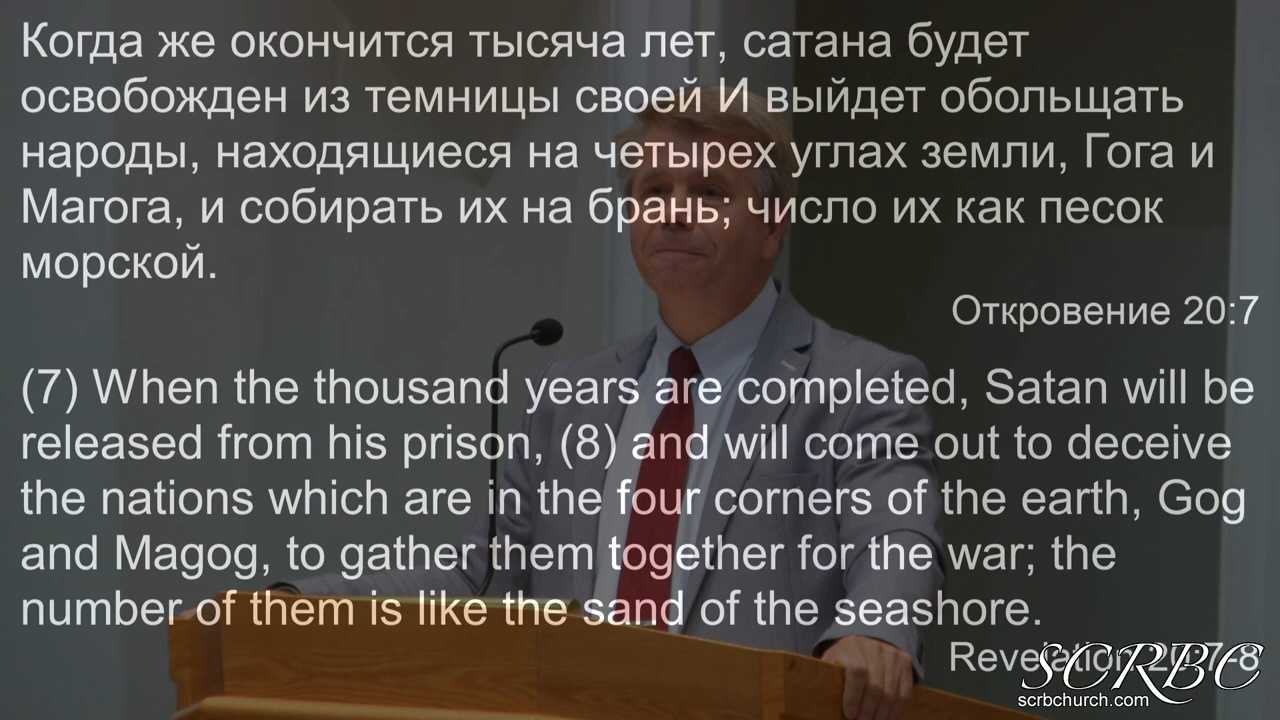 Когда же окончится тысяча лет, сатана будет
освобожден из темницы своей И выйдет обольщать
народы, находящиеся на четырех углах земли, Гога и
Магога, и собирать их на брань; число их как песок
морской.
Откровение 20:7
(7) When the thousand years are completed, Satan will be
released from his prison, (8) and will come out to deceive
the nations which are in the four corners of the earth, Gog
and Magog, to gather them together for the war; the
number of them is like the sand of the seashore.
Revelation 20:7-8
SCRBC
scrbchurch.com